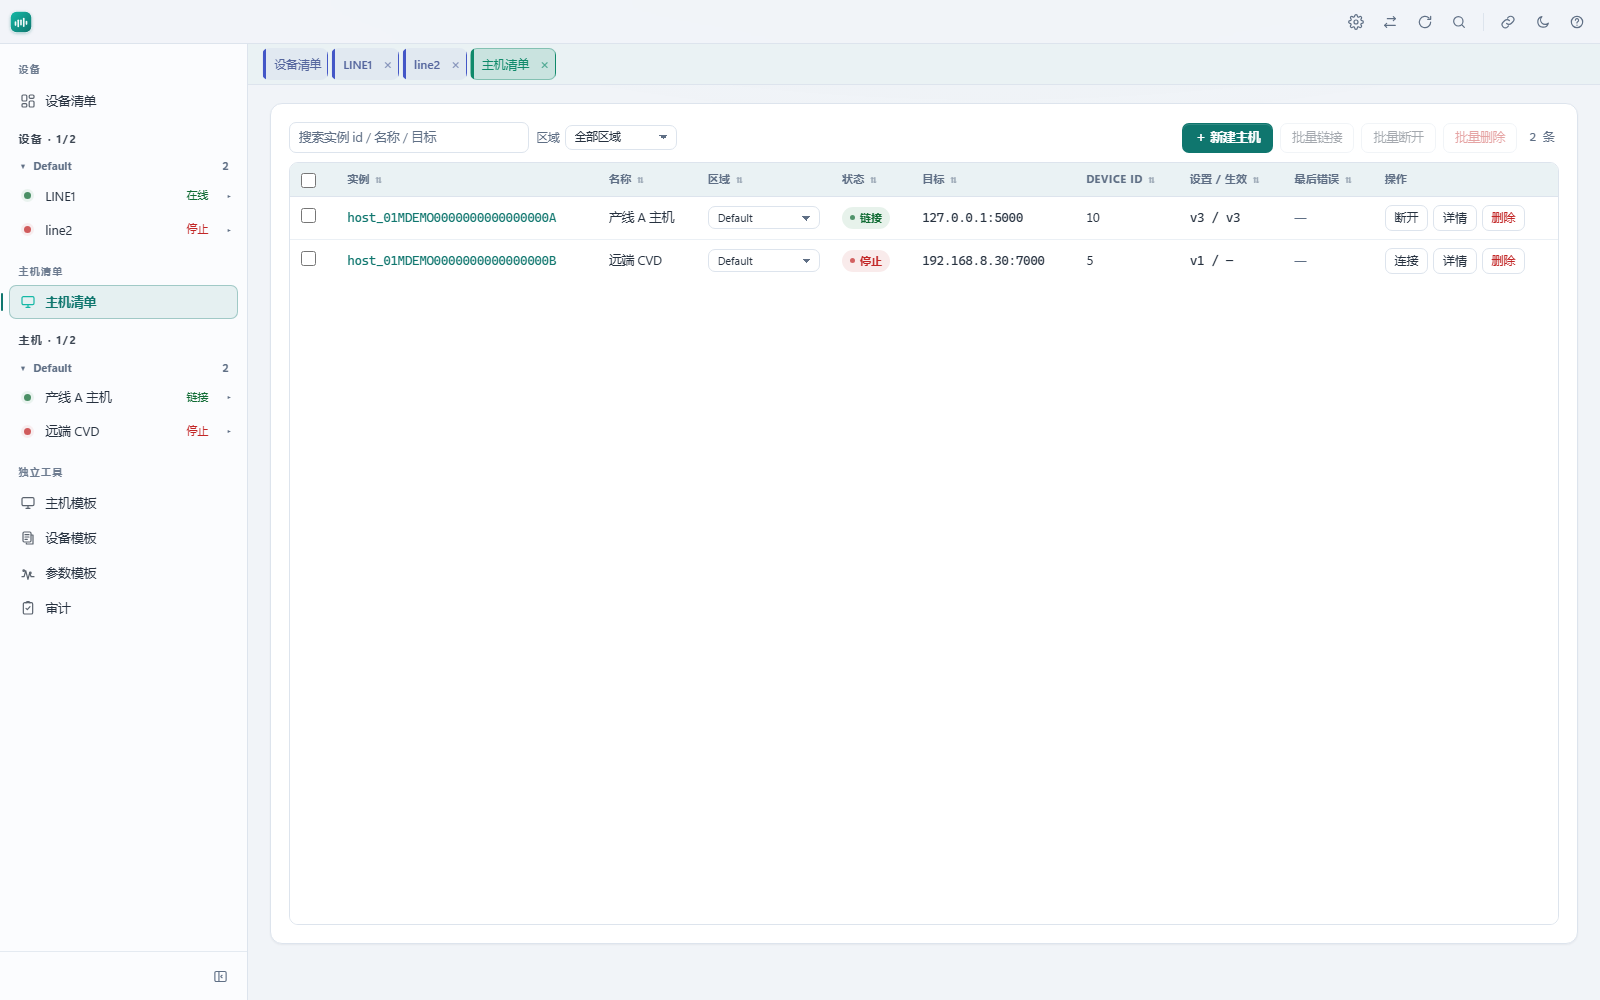 设备
设备清单
设备 · 1/2
Default 2
LINE1 在线
line2 停止
主机清单
主机清单
主机 · 1/2
Default 2
产线 A 主机 链接
远端 CVD 停止
独立工具
主机模板
设备模板
参数模板
审计
设备清单 LINE1 × line2 × 主机清单 ×
搜索实例 id / 名称 / 目标 区域 全部区域 + 新建主机 批量链接 批量断开 批量删除 2 条
实例 名称 区域 状态 目标 DEVICE ID 设置 / 生效 最后错误 操作
host_01MDEMO0000000000000000A 产线 A 主机 Default 链接 127.0.0.1:5000 10 v3 / v3 — 断开 详情 删除
host_01MDEMO0000000000000000B 远端 CVD Default 停止 192.168.8.30:7000 5 v1 / — — 连接 详情 删除